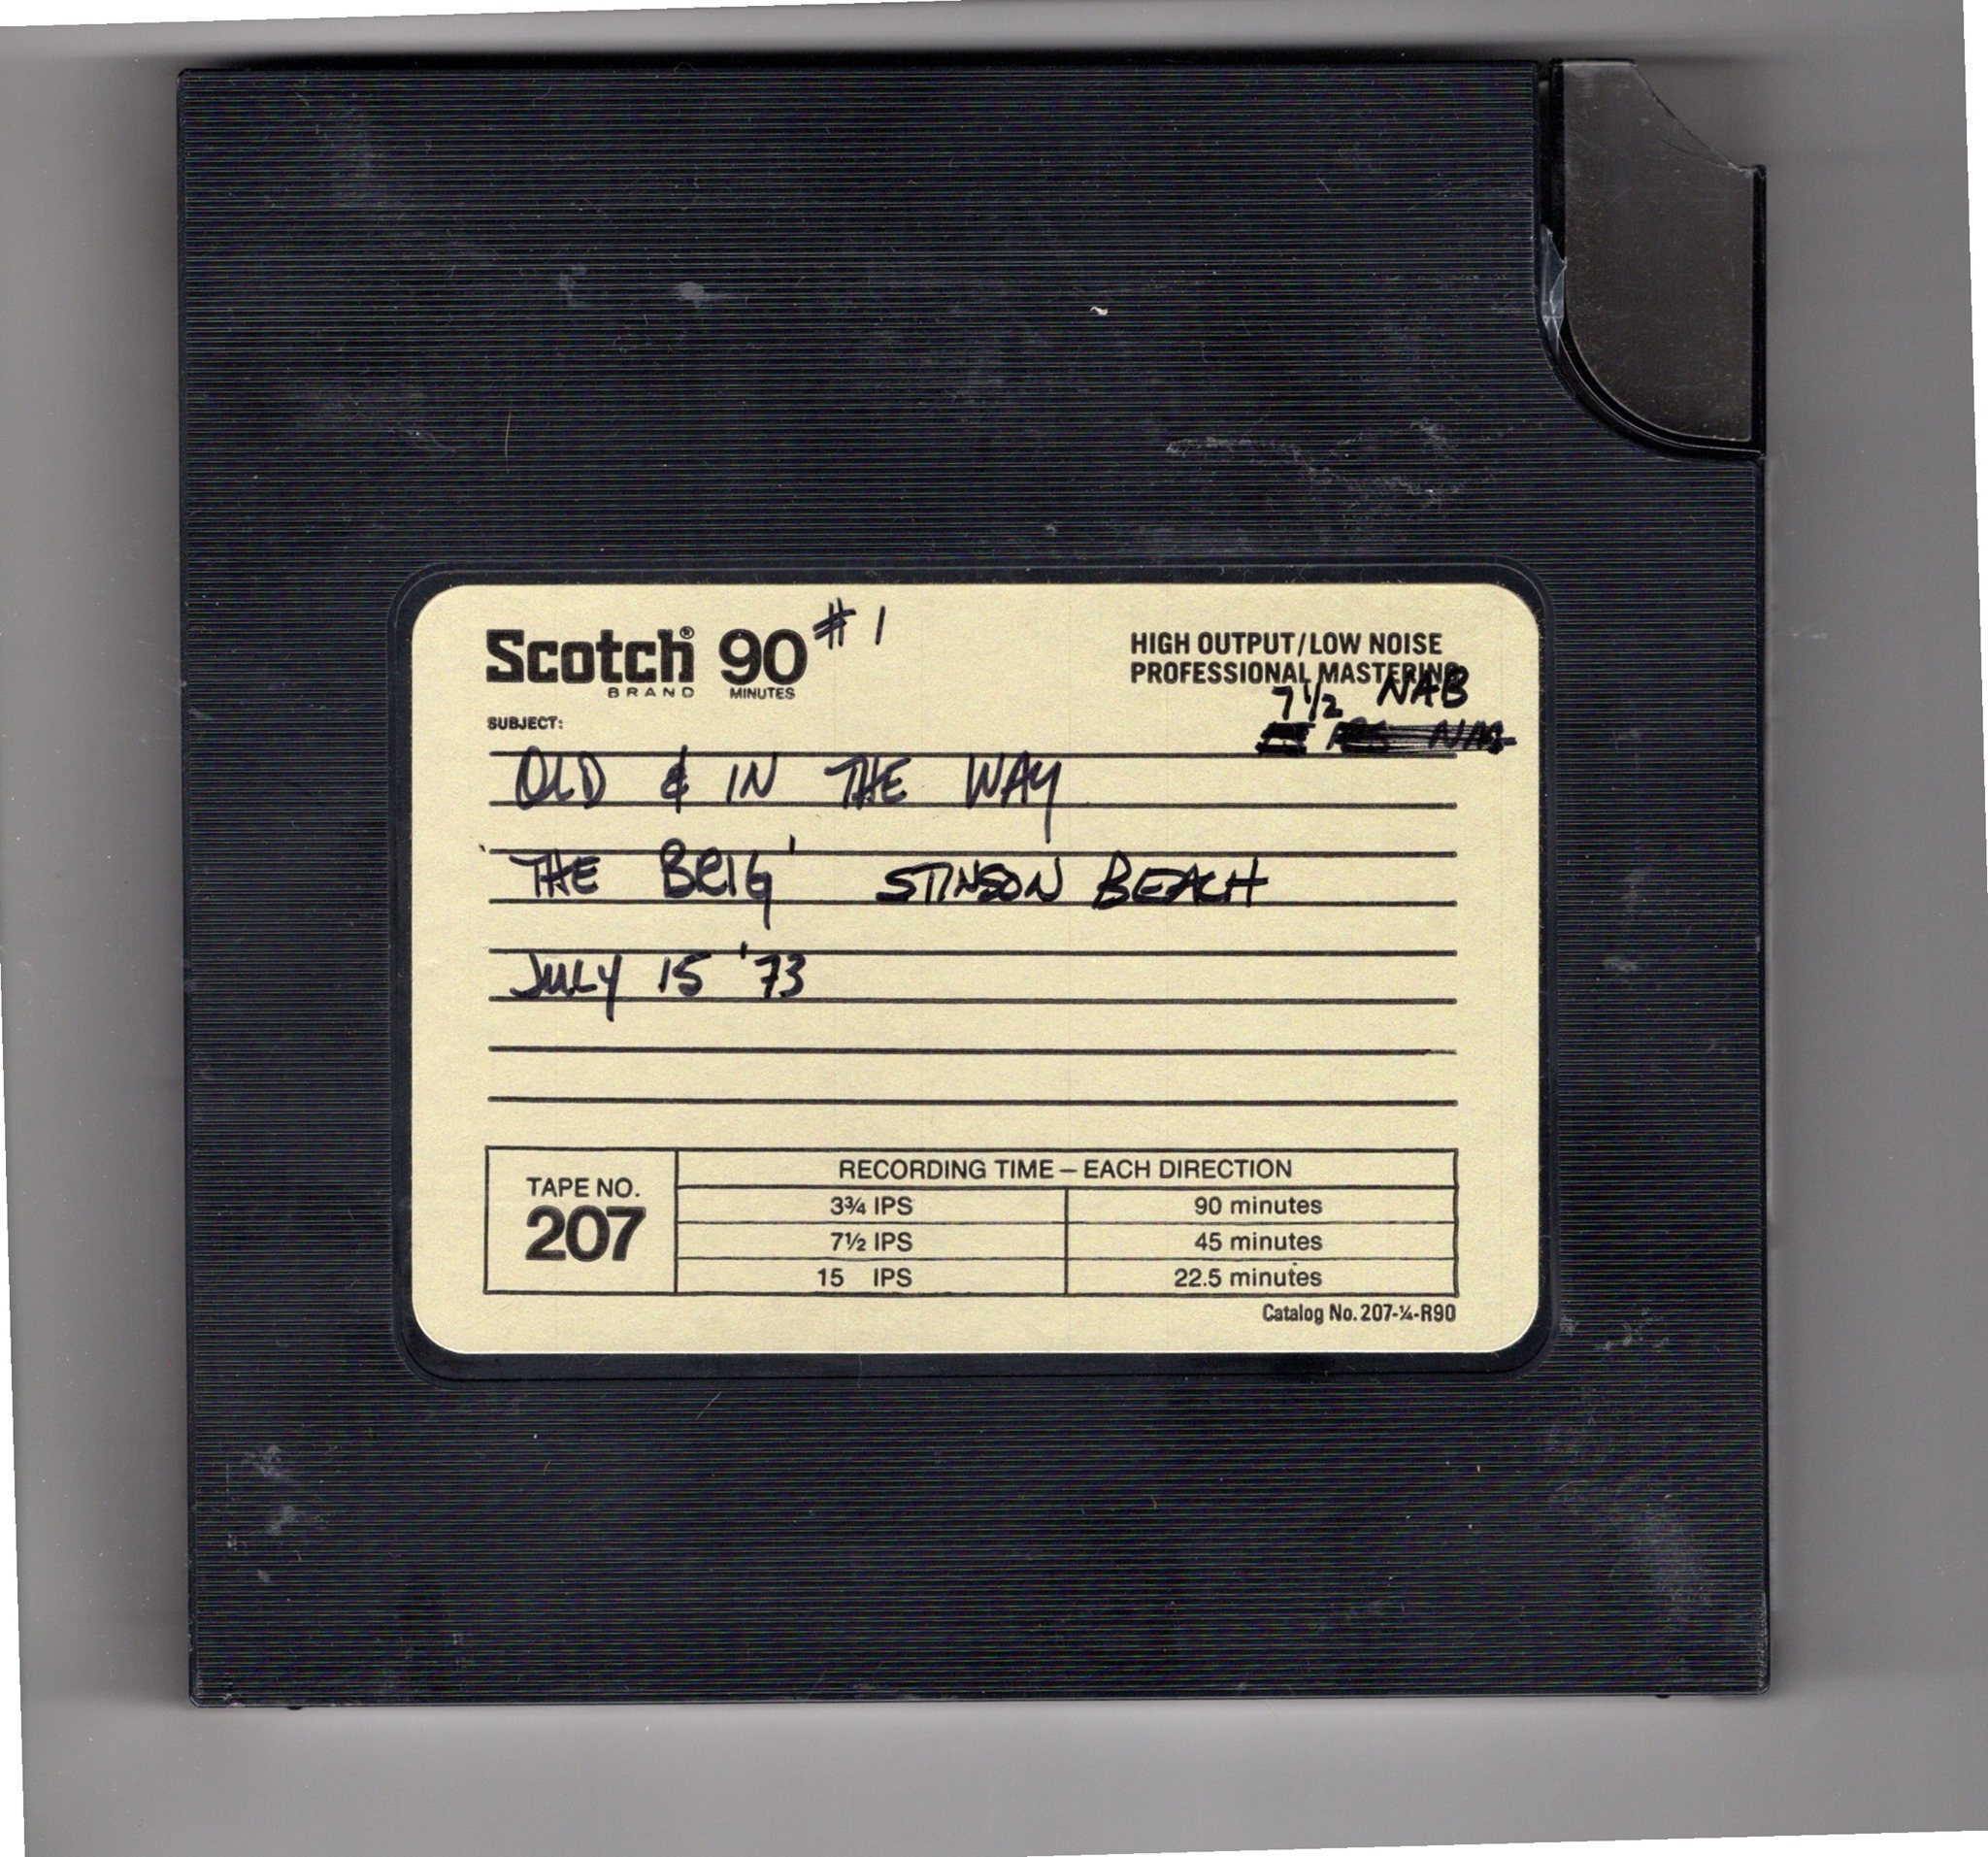 Scotch® 90 #1
BRAND MINUTES
HIGH OUTPUT/LOW NOISE
PROFESSIONAL MASTERING
7 1/2 NAB
SUBJECT:
OLD & IN THE WAY
'THE BRIG' STINSON BEACH
JULY 15 '73
TAPE NO.
207
RECORDING TIME – EACH DIRECTION
3¾ IPS 90 minutes
7½ IPS 45 minutes
15 IPS 22.5 minutes
Catalog No. 207-¼-R90